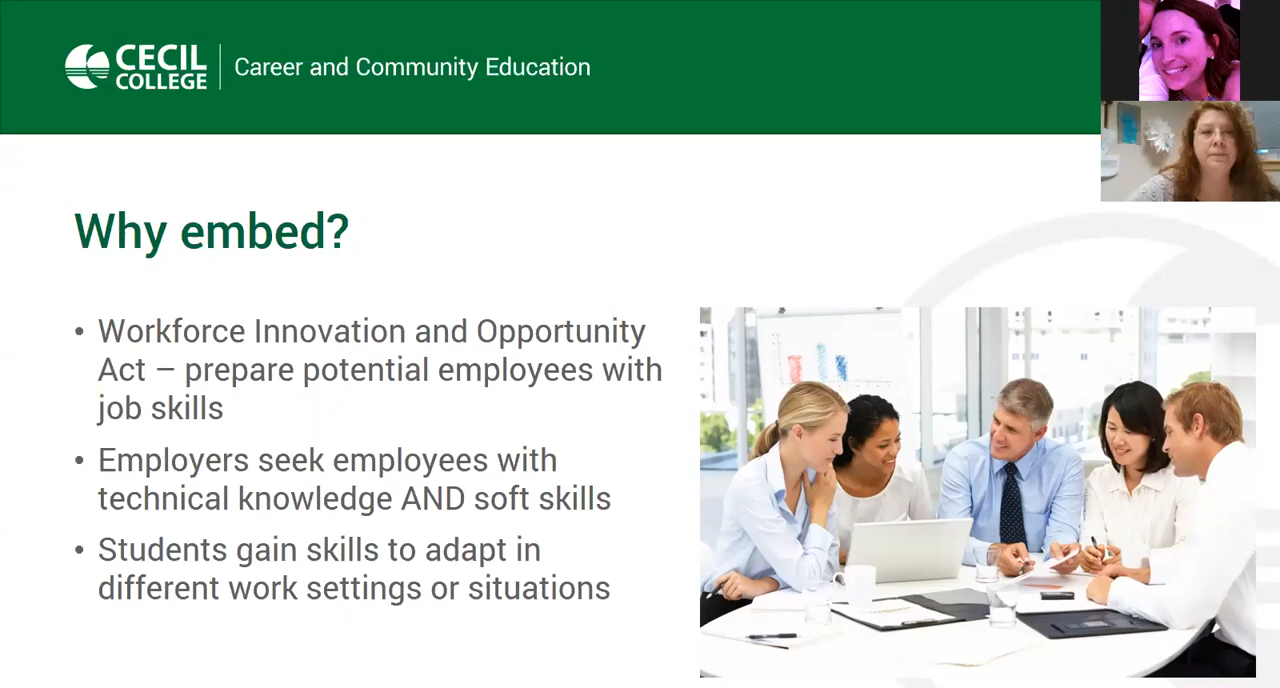 CECIL
COLLEGE
Career and Community Education
Why embed?
• Workforce Innovation and Opportunity
Act – prepare potential employees with
job skills
• Employers seek employees with
technical knowledge AND soft skills
• Students gain skills to adapt in
different work settings or situations